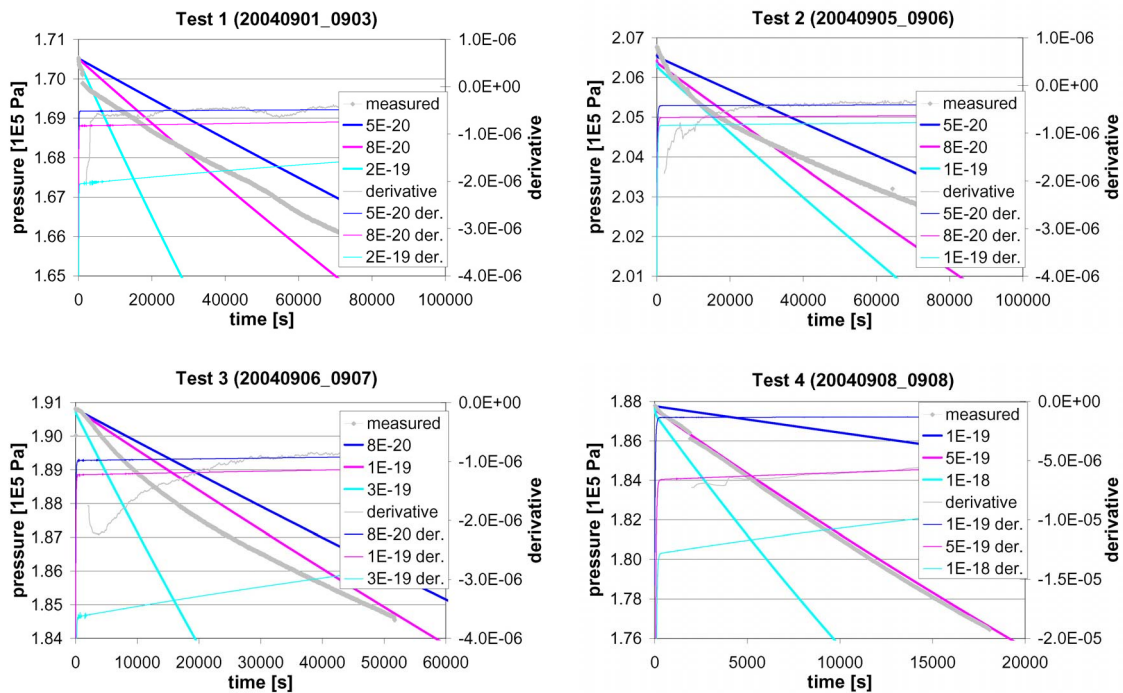 Test 1 (20040901_0903)
pressure [1E5 Pa]
1.71
1.70
1.69
1.68
1.67
1.66
1.65
0
20000
40000
60000
80000
100000
time [s]
1.0E-06
0.0E+00
-1.0E-06
-2.0E-06
-3.0E-06
-4.0E-06
derivative
measured
5E-20
8E-20
2E-19
derivative
5E-20 der.
8E-20 der.
2E-19 der.
Test 2 (20040905_0906)
pressure [1E5 Pa]
2.07
2.06
2.05
2.04
2.03
2.02
2.01
0
20000
40000
60000
80000
100000
time [s]
1.0E-06
0.0E+00
-1.0E-06
-2.0E-06
-3.0E-06
-4.0E-06
derivative
measured
5E-20
8E-20
1E-19
derivative
5E-20 der.
8E-20 der.
1E-19 der.
Test 3 (20040906_0907)
pressure [1E5 Pa]
1.91
1.90
1.89
1.88
1.87
1.86
1.85
1.84
0
10000
20000
30000
40000
50000
60000
time [s]
0.0E+00
-1.0E-06
-2.0E-06
-3.0E-06
-4.0E-06
derivative
measured
8E-20
1E-19
3E-19
derivative
8E-20 der.
1E-19 der.
3E-19 der.
Test 4 (20040908_0908)
pressure [1E5 Pa]
1.88
1.86
1.84
1.82
1.80
1.78
1.76
0
5000
10000
15000
20000
time [s]
0.0E+00
-5.0E-06
-1.0E-05
-1.5E-05
-2.0E-05
derivative
measured
1E-19
5E-19
1E-18
derivative
1E-19 der.
5E-19 der.
1E-18 der.